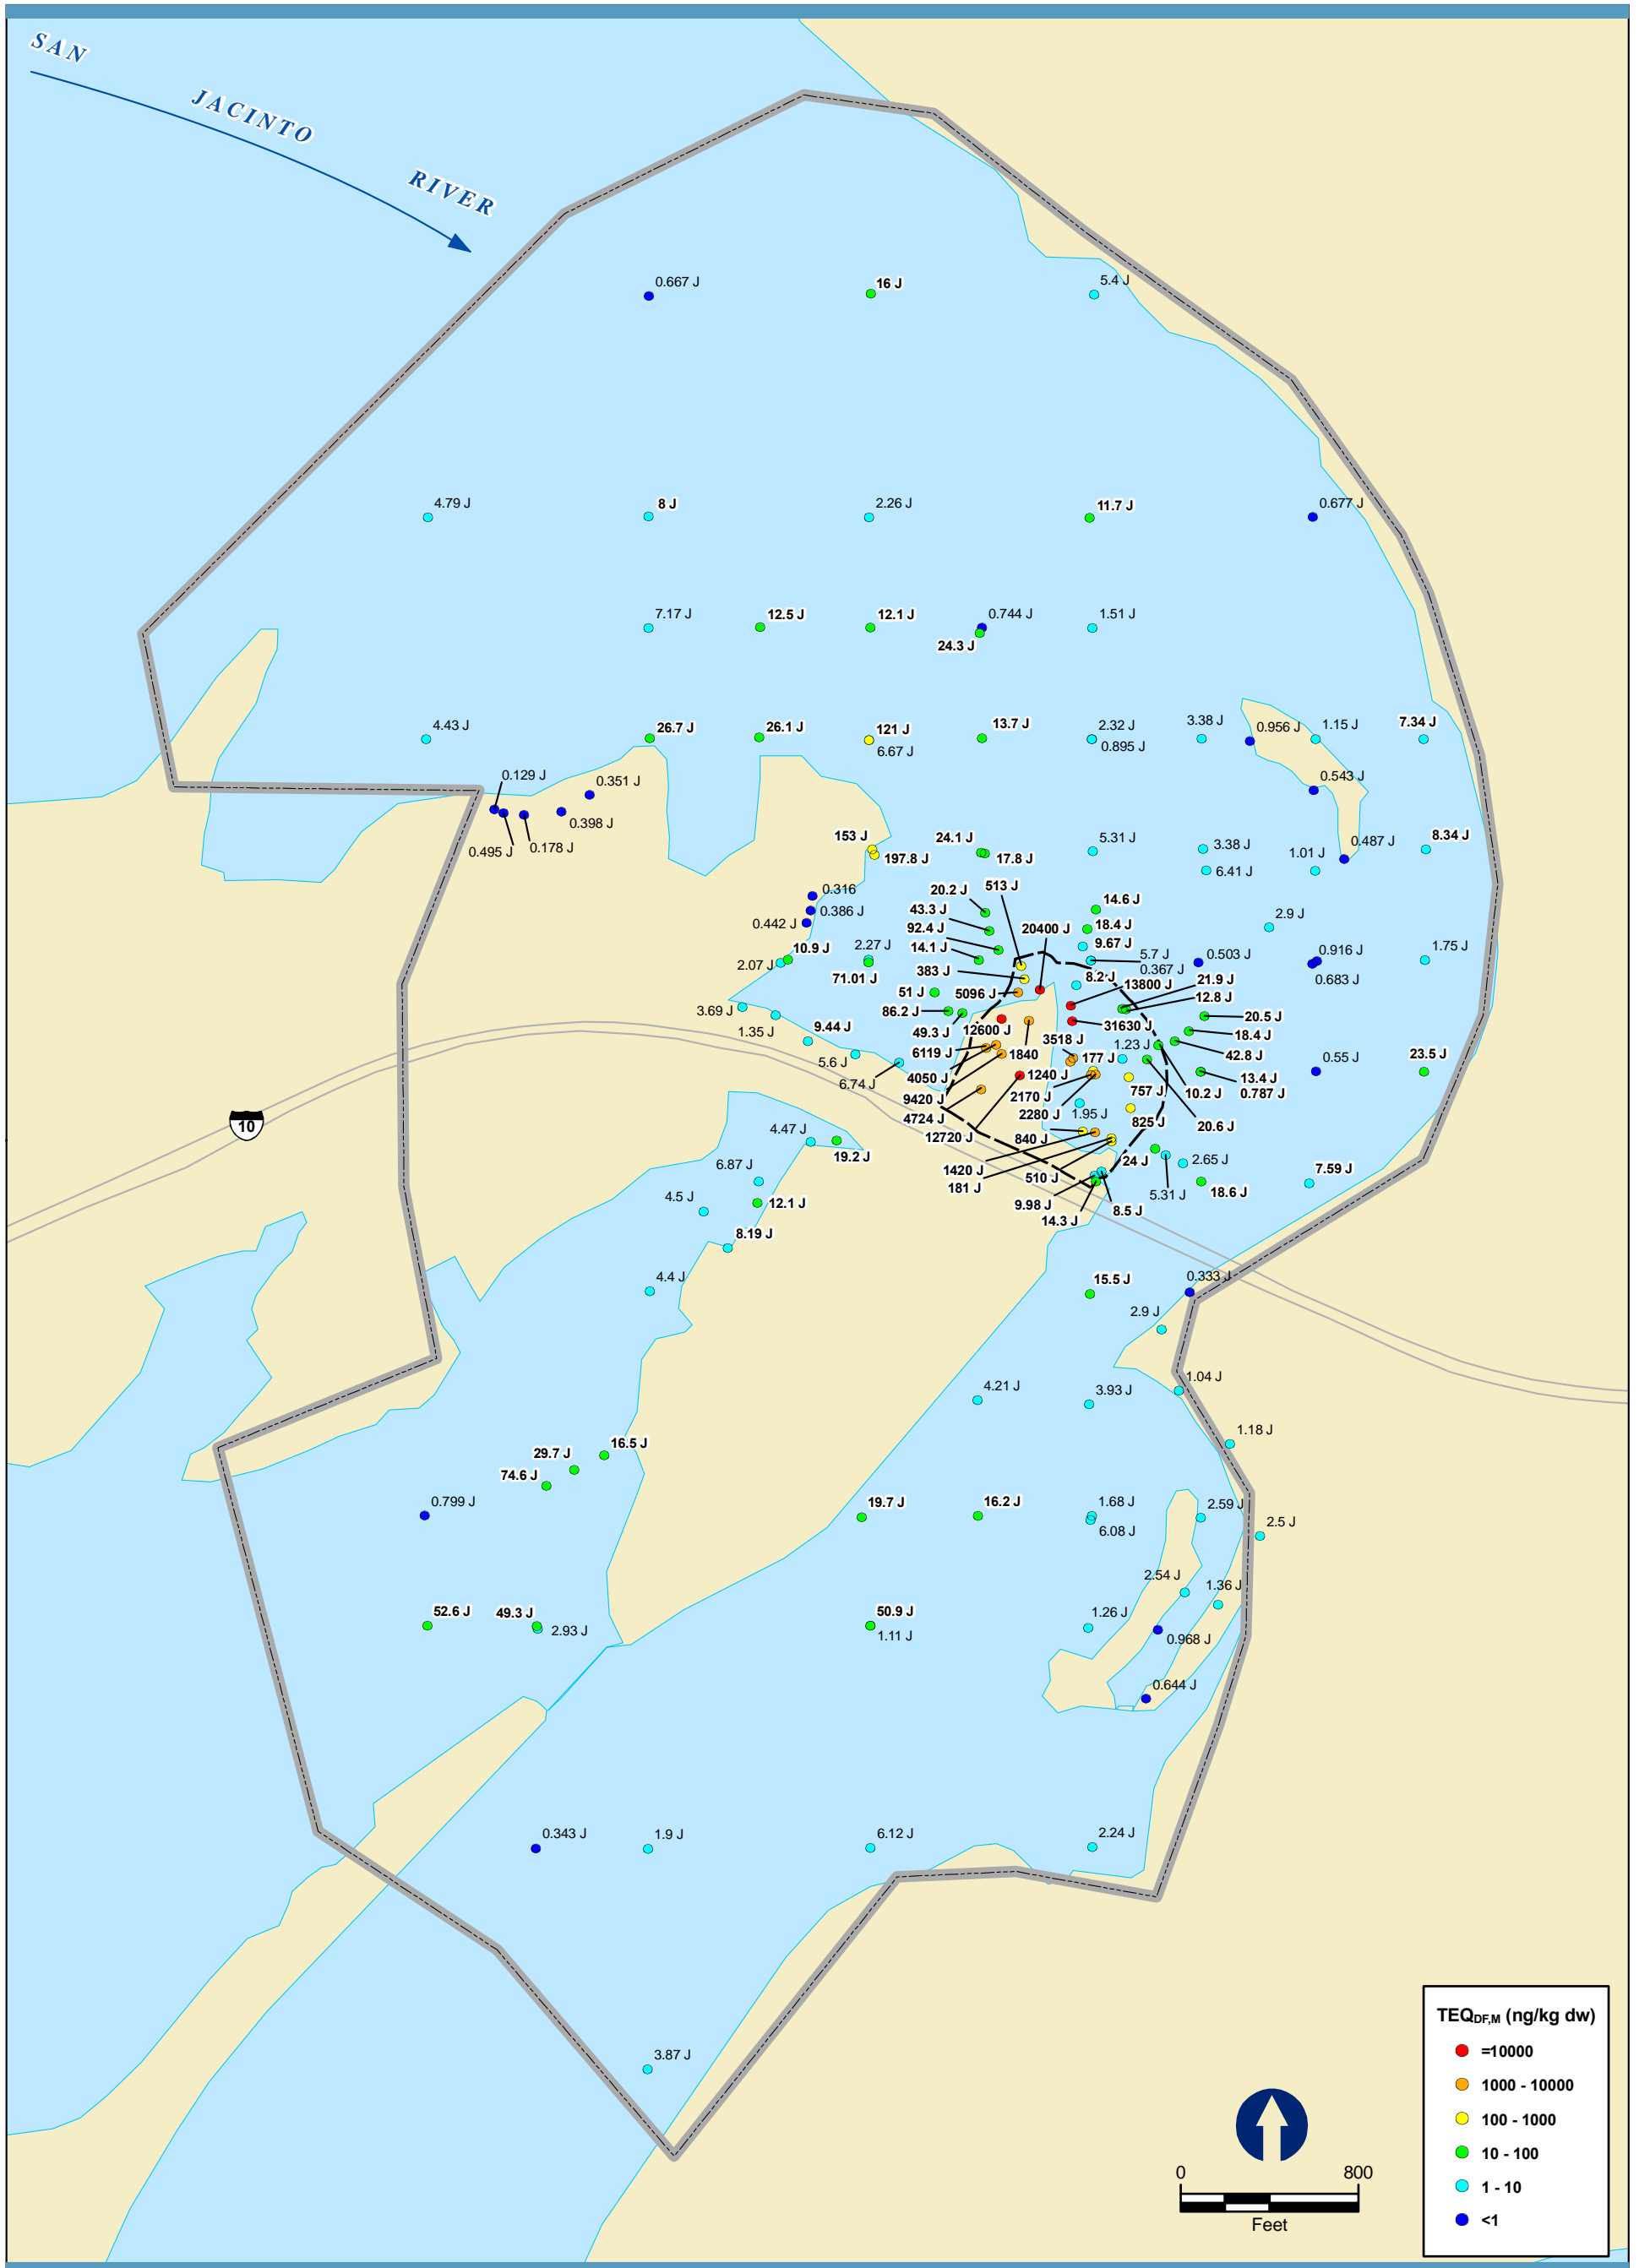 SAN
JACINTO
RIVER
0.667 J
16 J
5.4 J
4.79 J
8 J
2.26 J
11.7 J
0.677 J
7.17 J
12.5 J
12.1 J
0.744 J
1.51 J
24.3 J
4.43 J
26.7 J
26.1 J
121 J
6.67 J
13.7 J
2.32 J
0.895 J
3.38 J
0.956 J
1.15 J
7.34 J
0.129 J
0.351 J
0.543 J
0.398 J
0.495 J
0.178 J
153 J
197.8 J
24.1 J
17.8 J
5.31 J
3.38 J
6.41 J
1.01 J
0.487 J
8.34 J
0.316
0.386 J
0.442 J
20.2 J
513 J
43.3 J
92.4 J
14.1 J
20400 J
14.6 J
18.4 J
9.67 J
2.9 J
10.9 J
2.07 J
2.27 J
71.01 J
383 J
5.7 J
0.367 J
0.503 J
0.916 J
0.683 J
1.75 J
51 J
5096 J
8.2 J
13800 J
21.9 J
12.8 J
3.69 J
86.2 J
1.35 J
9.44 J
49.3 J
12600 J
31630 J
20.5 J
18.4 J
42.8 J
5.6 J
6119 J
1840
3518 J
1.23 J
177 J
6.74 J
4050 J
1240 J
13.4 J
0.787 J
0.55 J
23.5 J
9420 J
2170 J
757 J
10.2 J
4724 J
2280 J
1.95 J
825 J
20.6 J
10
12720 J
840 J
4.47 J
19.2 J
1420 J
181 J
510 J
24 J
2.65 J
5.31 J
18.6 J
7.59 J
6.87 J
4.5 J
12.1 J
9.98 J
14.3 J
8.5 J
8.19 J
4.4 J
15.5 J
0.333 J
2.9 J
4.21 J
3.93 J
1.04 J
1.18 J
29.7 J
16.5 J
74.6 J
0.799 J
19.7 J
16.2 J
1.68 J
6.08 J
2.59 J
2.5 J
2.54 J
1.36 J
52.6 J
49.3 J
2.93 J
50.9 J
1.11 J
1.26 J
0.968 J
0.644 J
0.343 J
1.9 J
6.12 J
2.24 J
3.87 J
TEQDF,M (ng/kg dw)
=10000
1000 - 10000
100 - 1000
10 - 100
1 - 10
<1
0 800
Feet